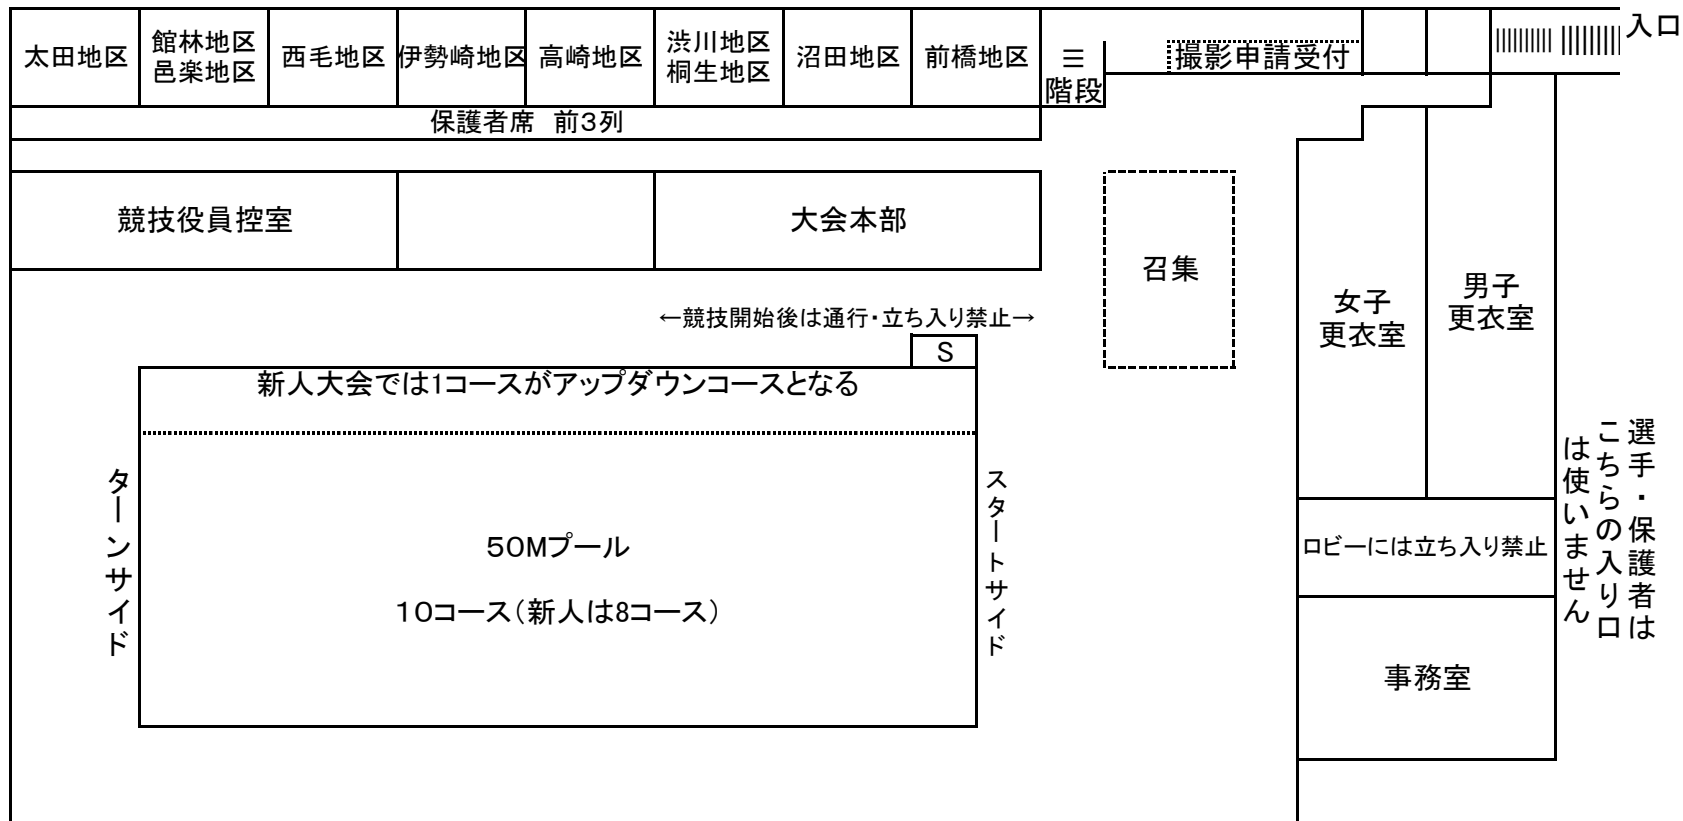 入口
太田地区
館林地区
邑楽地区
西毛地区
伊勢崎地区
高崎地区
渋川地区
桐生地区
沼田地区
前橋地区
三
階段
撮影申請受付
保護者席　前3列
競技役員控室
大会本部
召集
女子
更衣室
男子
更衣室
←競技開始後は通行・立ち入り禁止→
S
新人大会では1コースがアップダウンコースとなる
ターンサイド
スタートサイド
50Mプール
10コース（新人は8コース）
ロビーには立ち入り禁止
事務室
選手・保護者は
こちらの入り口
は使いません